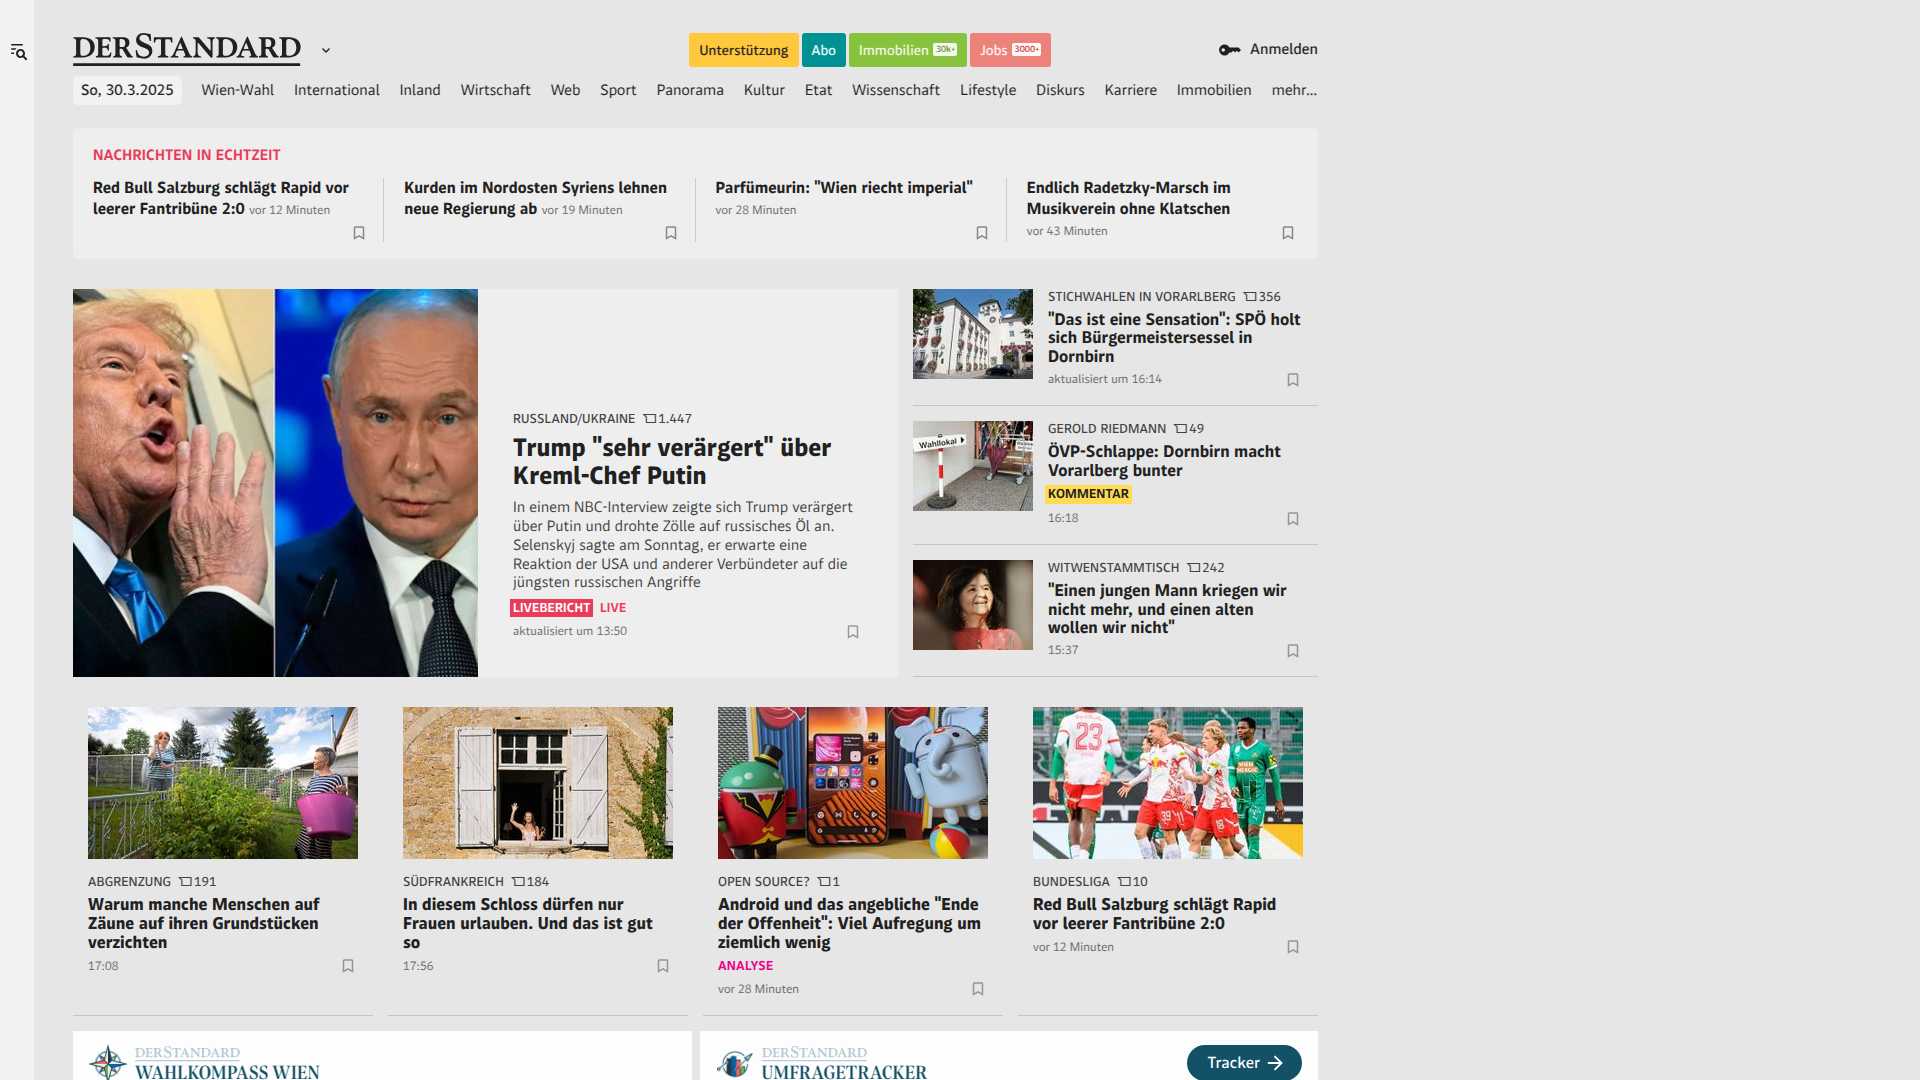 DERSTANDARD
Unterstützung
Abo
Immobilien 30k+
Jobs 3000+
Anmelden
So, 30.3.2025
Wien-Wahl
International
Inland
Wirtschaft
Web
Sport
Panorama
Kultur
Etat
Wissenschaft
Lifestyle
Diskurs
Karriere
Immobilien
mehr...
NACHRICHTEN IN ECHTZEIT
Red Bull Salzburg schlägt Rapid vor
leerer Fantribüne 2:0 vor 12 Minuten
Kurden im Nordosten Syriens lehnen
neue Regierung ab vor 19 Minuten
Parfümeurin: "Wien riecht imperial"
vor 28 Minuten
Endlich Radetzky-Marsch im
Musikverein ohne Klatschen
vor 43 Minuten
RUSSLAND/UKRAINE 1.447
Trump "sehr verärgert" über
Kreml-Chef Putin
In einem NBC-Interview zeigte sich Trump verärgert
über Putin und drohte Zölle auf russisches Öl an.
Selenskyj sagte am Sonntag, er erwarte eine
Reaktion der USA und anderer Verbündeter auf die
jüngsten russischen Angriffe
LIVEBERICHT LIVE
aktualisiert um 13:50
STICHWAHLEN IN VORARLBERG 356
"Das ist eine Sensation": SPÖ holt
sich Bürgermeistersessel in
Dornbirn
aktualisiert um 16:14
Wahllokal
GEROLD RIEDMANN 49
ÖVP-Schlappe: Dornbirn macht
Vorarlberg bunter
KOMMENTAR
16:18
WITWENSTAMMTISCH 242
"Einen jungen Mann kriegen wir
nicht mehr, und einen alten
wollen wir nicht"
15:37
ABGRENZUNG 191
Warum manche Menschen auf
Zäune auf ihren Grundstücken
verzichten
17:08
SÜDFRANKREICH 184
In diesem Schloss dürfen nur
Frauen urlauben. Und das ist gut
so
17:56
OPEN SOURCE? 1
Android und das angebliche "Ende
der Offenheit": Viel Aufregung um
ziemlich wenig
ANALYSE
vor 28 Minuten
23
39
11
18
WIEN
ENERGIE
BUNDESLIGA 10
Red Bull Salzburg schlägt Rapid
vor leerer Fantribüne 2:0
vor 12 Minuten
DERSTANDARD
WAHLKOMPASS WIEN
DERSTANDARD
UMFRAGETRACKER
Tracker